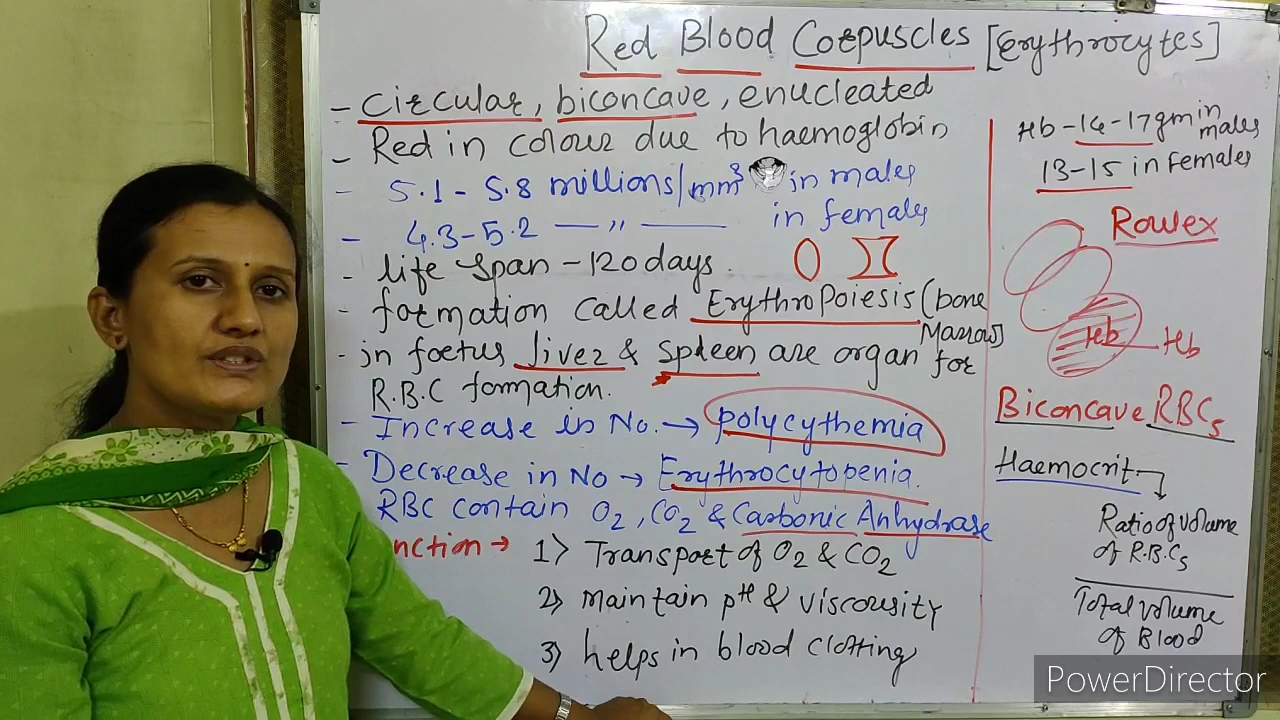 Red Blood Corpuscles [Erythrocytes]
- Circular, biconcave, enucleated
- Red in colour due to haemoglobin
- 5.1 - 5.8 millions/mm³ in males
- 4.3-5.2 — " — in females
- life span - 120 days.
- formation called ErythroPoiesis (bone Marrow)
- in foetus liver & spleen are organ for
R.B.C formation.
- Increase in No. → polycythemia
- Decrease in No → Erythrocytopenia.
RBC contain O₂, CO₂ & Carbonic Anhydrase
nction → 1) Transport of O₂ & CO₂
2) maintain pH & viscousity
3) helps in blood clotting
Hb - 14 - 17 gm in males
13-15 in females
Roulex
Hb - Hb
Biconcave RBCs
Haemocrit
Ratio of volume
of R.B.Cs
Total volume
of Blood
PowerDirector